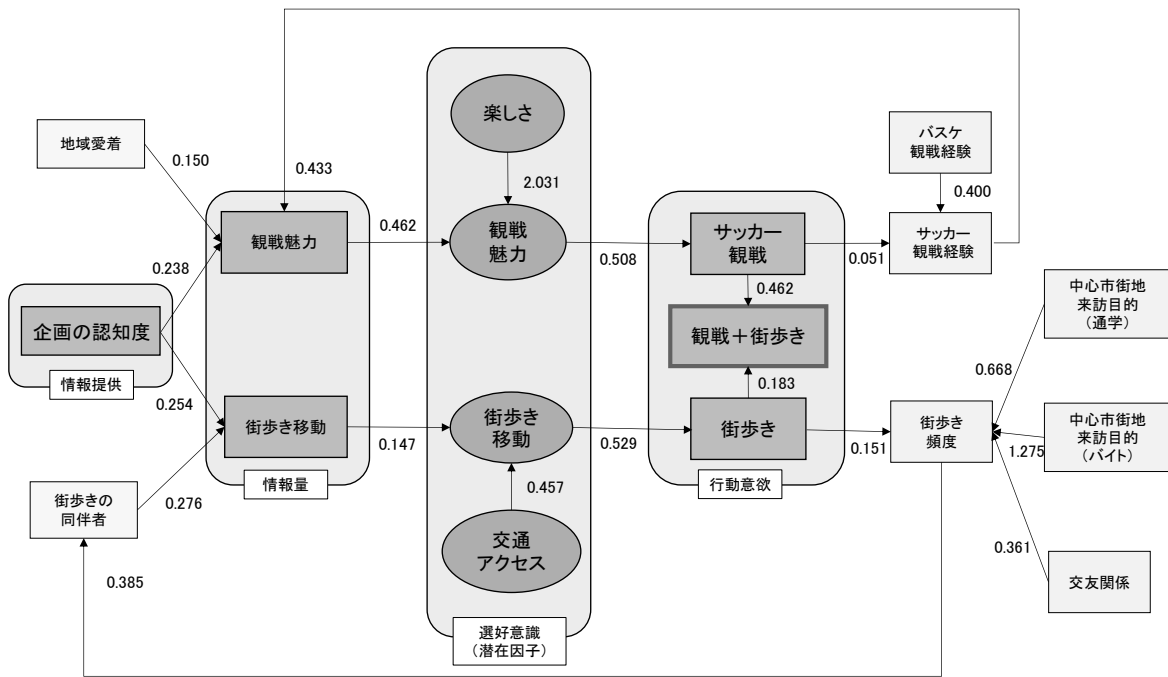 楽しさ
バスケ
観戦経験
地域愛着
0.150
0.433
2.031
0.400
観戦魅力
0.462
観戦
魅力
0.508
サッカー
観戦
0.051
サッカー
観戦経験
0.238
0.462
中心市街地
来訪目的
（通学）
企画の認知度
観戦＋街歩き
情報提供
0.668
0.254
0.183
街歩き移動
0.147
街歩き
移動
0.529
街歩き
0.151
街歩き
頻度
中心市街地
来訪目的
（バイト）
1.275
情報量
0.457
行動意欲
0.276
街歩きの
同伴者
交通
アクセス
0.361
0.385
交友関係
選好意識
（潜在因子）